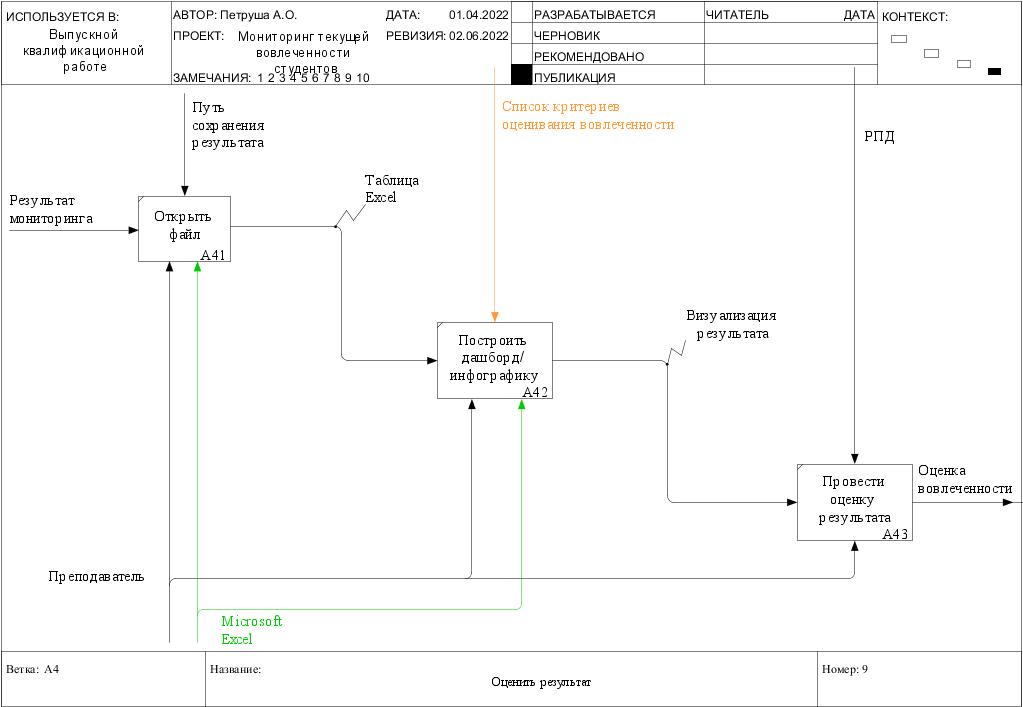 ИСПОЛЬЗУЕТСЯ В:
Выпускной
квалификационной
работе
АВТОР: Петруша А.О.
ДАТА: 01.04.2022
ПРОЕКТ: Мониторинг текущей
вовлеченности
студентов
РЕВИЗИЯ: 02.06.2022
ЗАМЕЧАНИЯ: 1 2 3 4 5 6 7 8 9 10
РАЗРАБАТЫВАЕТСЯ
ЧЕРНОВИК
РЕКОМЕНДОВАНО
ПУБЛИКАЦИЯ
ЧИТАТЕЛЬ
ДАТА
КОНТЕКСТ:
Путь
сохранения
результата
Список критериев
оценивания вовлеченности
РПД
Результат
мониторинга
Таблица
Excel
Открыть
файл
A41
Визуализация
результата
Построить
дашборд/
инфографику
A42
Оценка
вовлеченности
Провести
оценку
результата
A43
Преподаватель
Microsoft
Excel
Ветка: A4
Название:
Оценить результат
Номер: 9